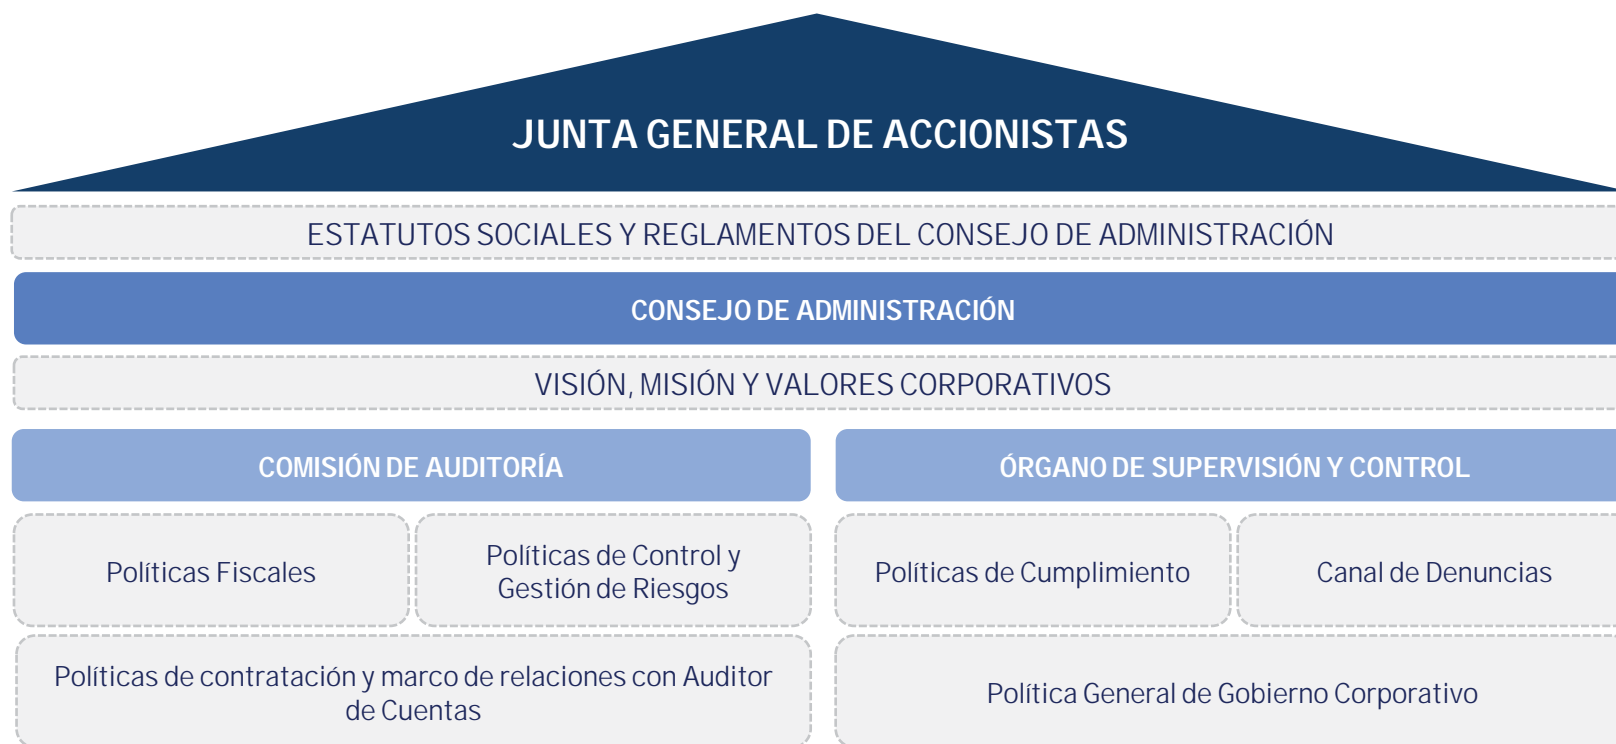 JUNTA GENERAL DE ACCIONISTAS
ESTATUTOS SOCIALES Y REGLAMENTOS DEL CONSEJO DE ADMINISTRACIÓN
CONSEJO DE ADMINISTRACIÓN
VISIÓN, MISIÓN Y VALORES CORPORATIVOS
COMISIÓN DE AUDITORÍA
ÓRGANO DE SUPERVISIÓN Y CONTROL
Políticas Fiscales
Políticas de Control y
Gestión de Riesgos
Políticas de Cumplimiento
Canal de Denuncias
Políticas de contratación y marco de relaciones con Auditor
de Cuentas
Política General de Gobierno Corporativo